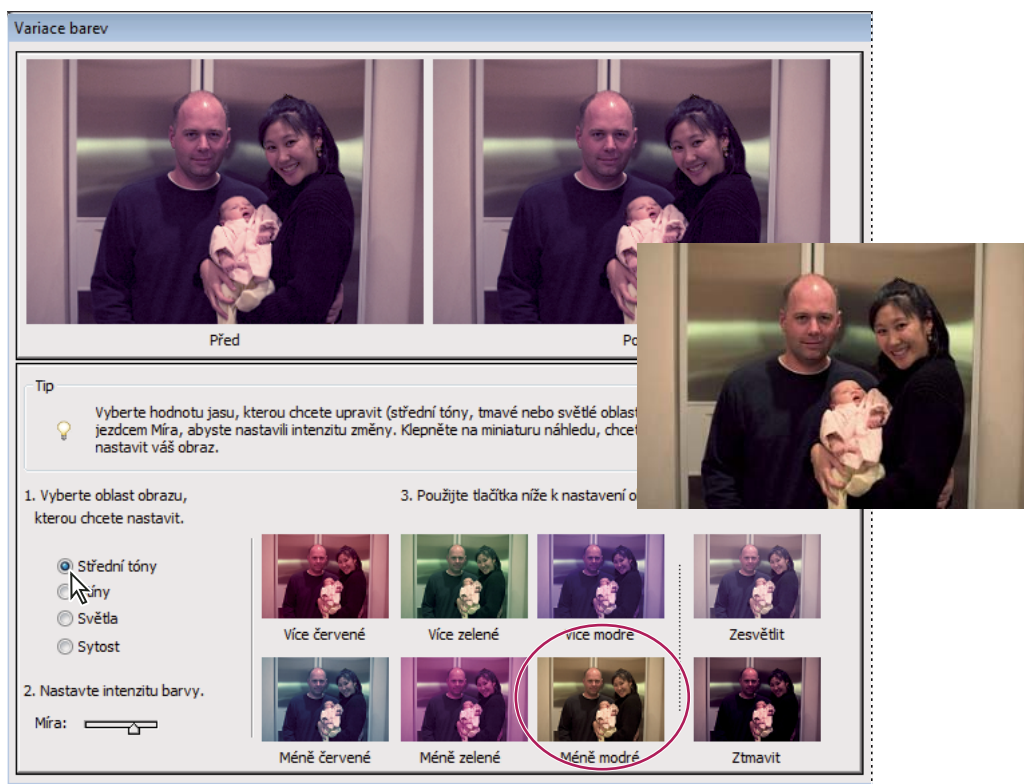 Variace barev
Před
Tip
Vyberte hodnotu jasu, kterou chcete upravit (střední tóny, tmavé nebo světlé oblast
jezdcem Míra, abyste nastavili intenzitu změny. Klepněte na miniaturu náhledu, chcet
nastavit váš obraz.
1. Vyberte oblast obrazu,
kterou chcete nastavit.
3. Použijte tlačítka níže k nastavení o
Střední tóny
Světla
Sytost
2. Nastavte intenzitu barvy.
Míra:
Více červené
Více zelené
Více modré
Zesvětlit
Méně červené
Méně zelené
Méně modré
Ztmavit